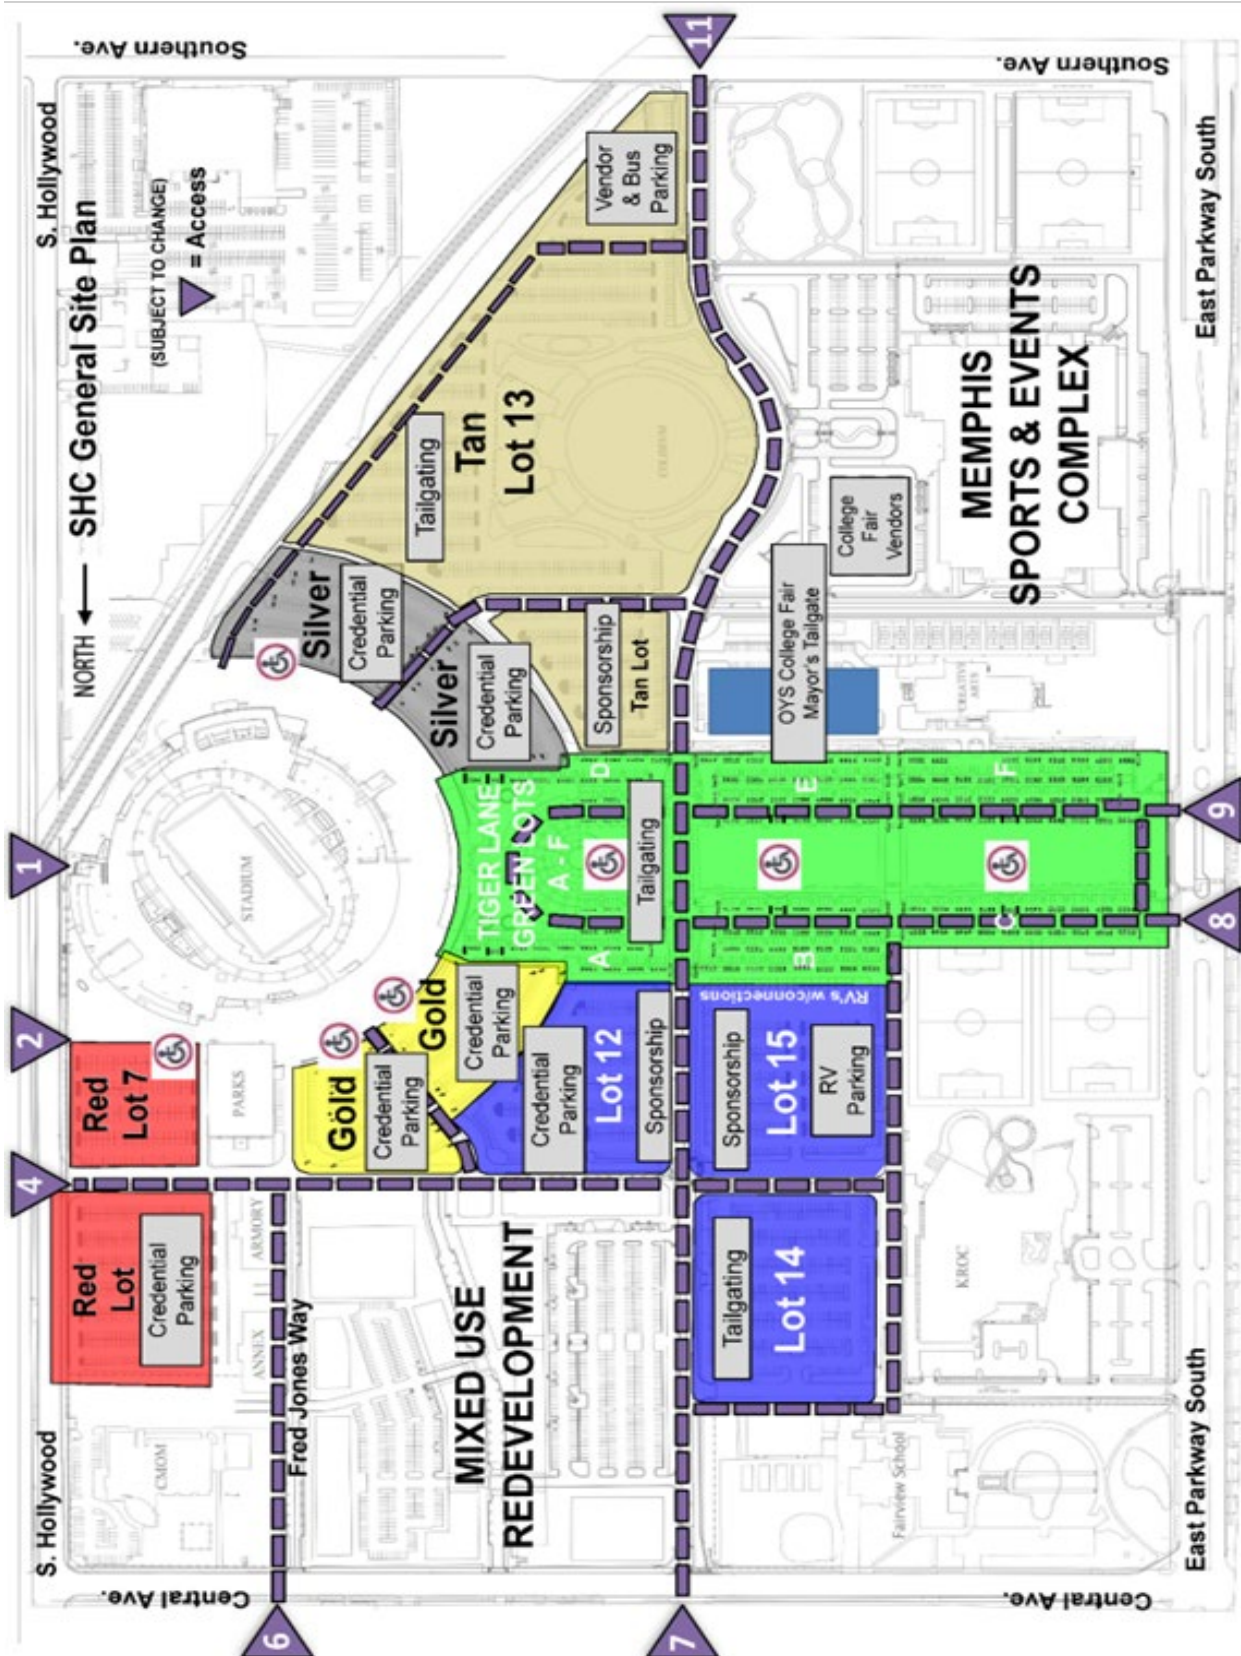 S. Hollywood
S. Hollywood
NORTH
SHC General Site Plan
(SUBJECT TO CHANGE)
= Access
Southern Ave.
Southern Ave.
Central Ave.
Central Ave.
East Parkway South
East Parkway South
1
2
4
6
7
8
9
11
Red
Lot
Credential
Parking
Red
Lot 7
STADIUM
PARKS
ARMORY
ANNEX
CMOM
Fred Jones Way
MIXED USE
REDEVELOPMENT
Gold
Credential
Parking
Gold
Credential
Parking
Credential
Parking
Lot 12
Sponsorship
Silver
Credential
Parking
Silver
Credential
Parking
TIGER LANE
GREEN LOTS
A - F
Tailgating
A
B
C
D
E
F
Sponsorship
Tan Lot
Tailgating
Tan
Lot 13
COLISEUM
Vendor
& Bus
Parking
RV's w/connections
Sponsorship
Lot 15
RV
Parking
Tailgating
Lot 14
OYS College Fair
Mayor's Tailgate
College
Fair
Vendors
MEMPHIS
SPORTS & EVENTS
COMPLEX
CREATIVE
ARTS
KROC
Fairview School